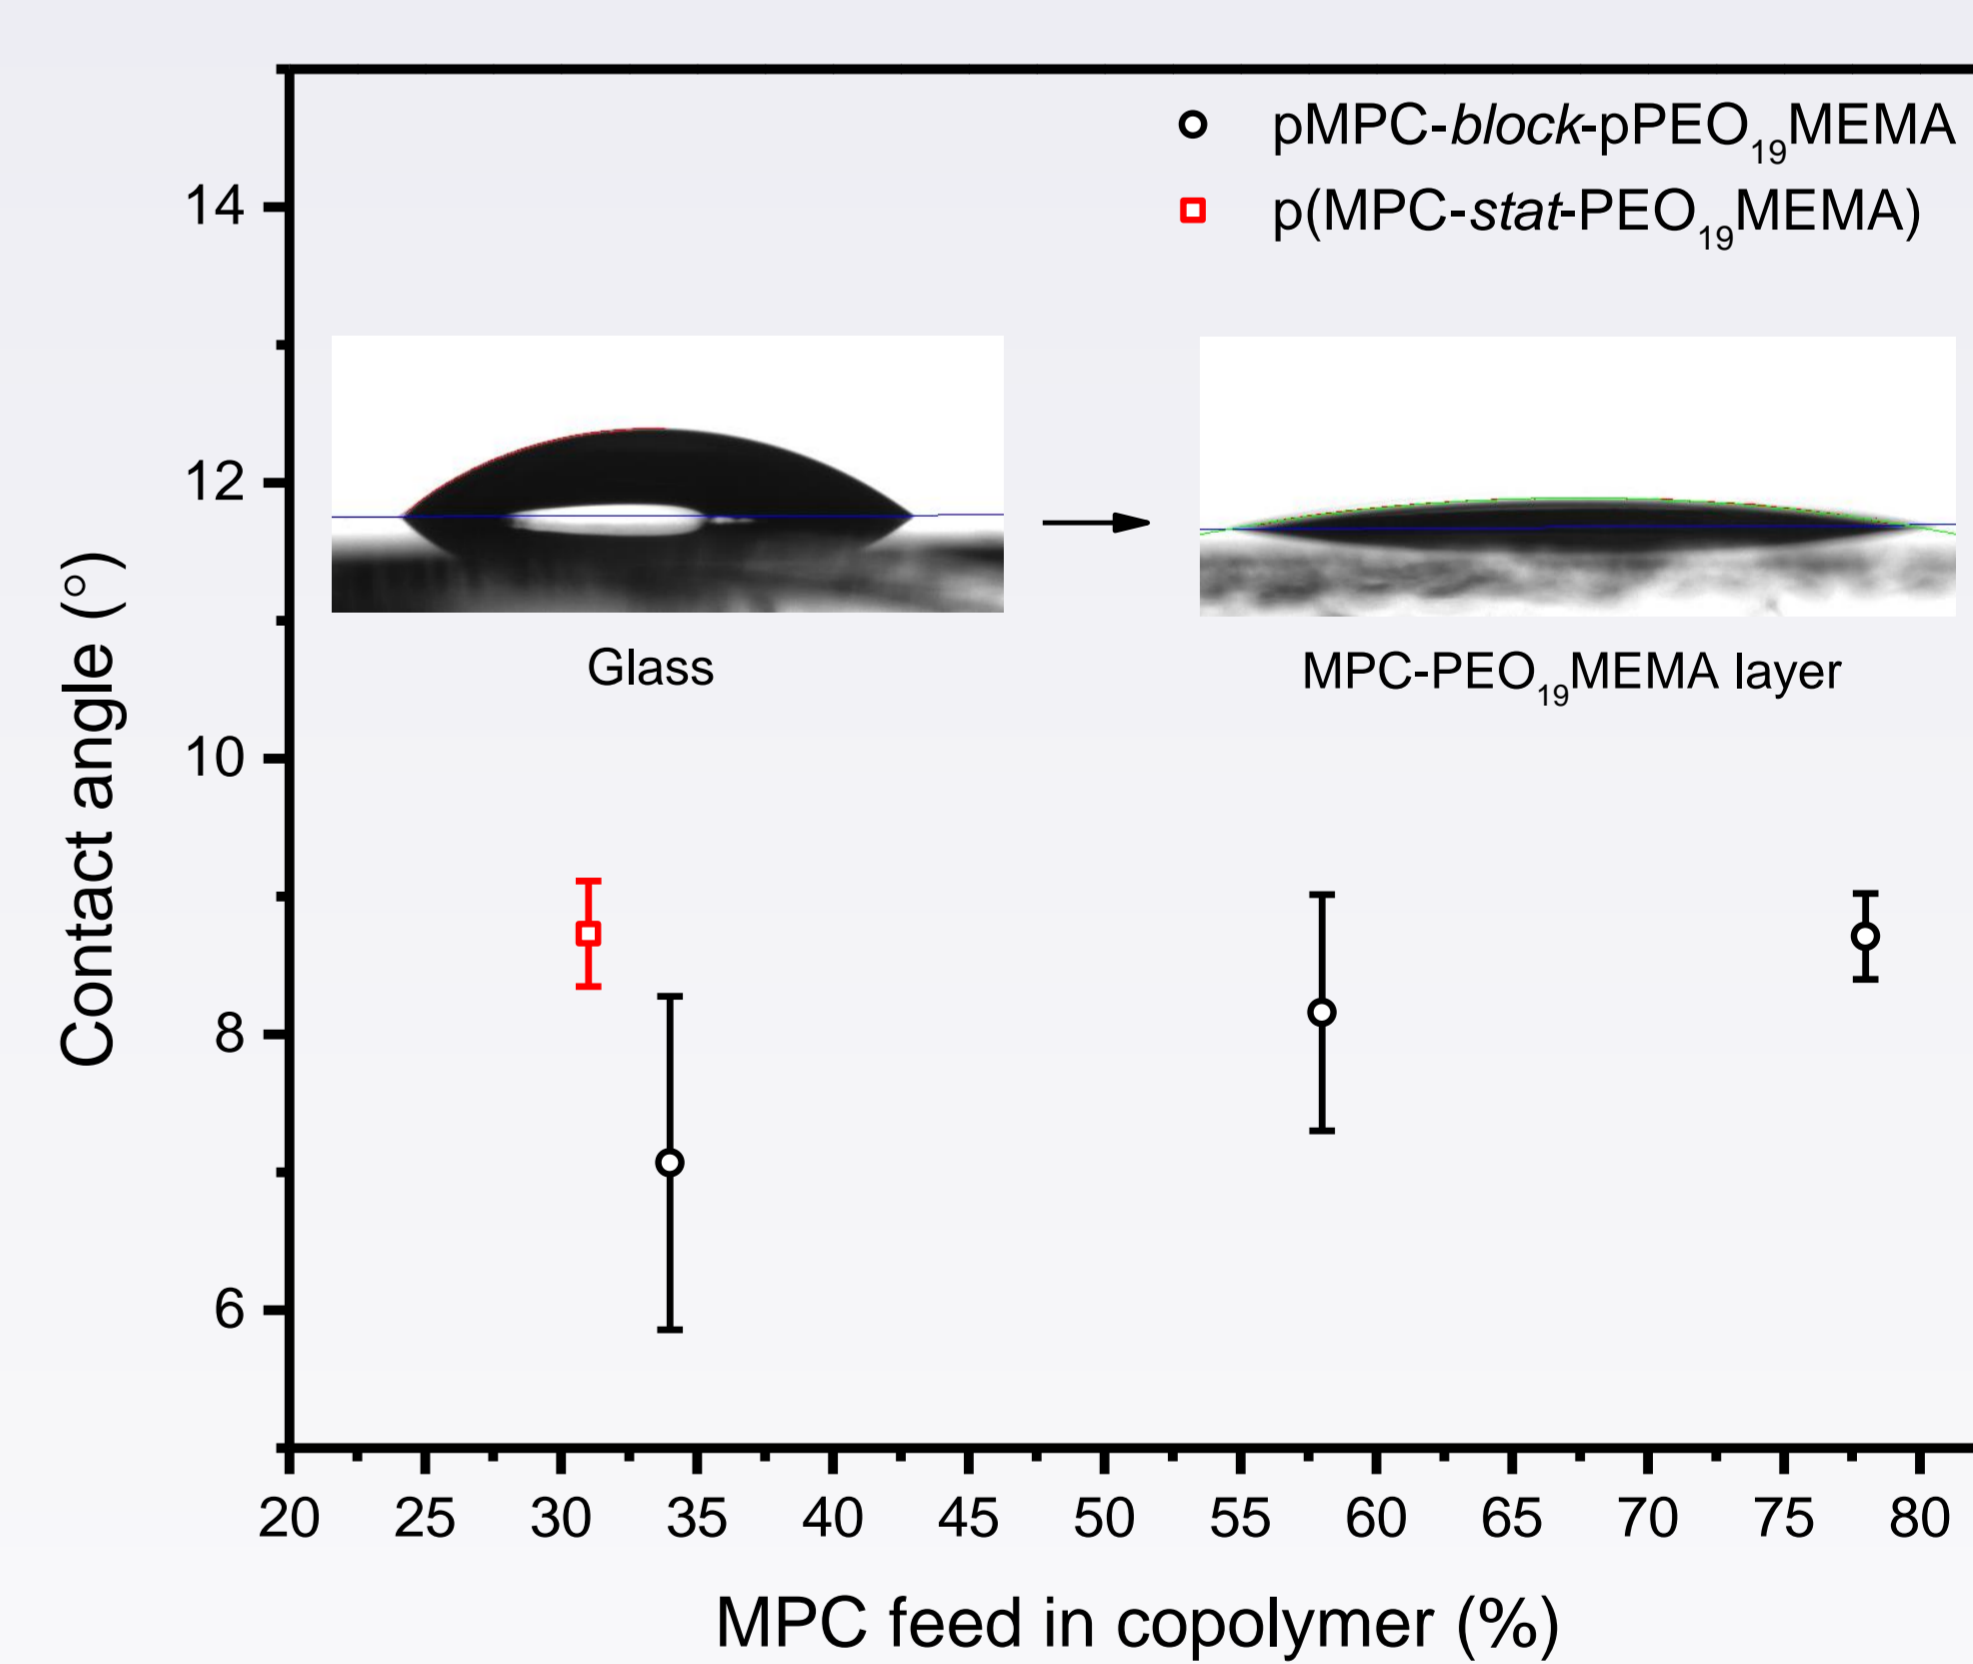 pMPC-block-pPEO₁₉MEMA
p(MPC-stat-PEO₁₉MEMA)
14
12
10
8
6
Contact angle (°)
Glass
MPC-PEO₁₉MEMA layer
20 25 30 35 40 45 50 55 60 65 70 75 80
MPC feed in copolymer (%)